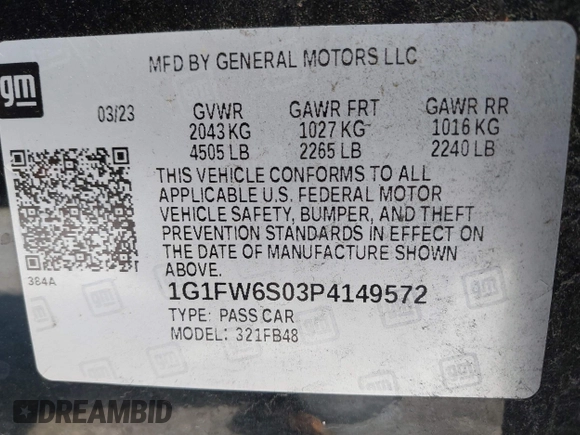 gm
MFD BY GENERAL MOTORS LLC
03/23 GVWR GAWR FRT GAWR RR
2043 KG 1027 KG 1016 KG
4505 LB 2265 LB 2240 LB
THIS VEHICLE CONFORMS TO ALL
APPLICABLE U.S. FEDERAL MOTOR
VEHICLE SAFETY, BUMPER, AND THEFT
PREVENTION STANDARDS IN EFFECT ON
THE DATE OF MANUFACTURE SHOWN
ABOVE.
384A
1G1FW6S03P4149572
TYPE: PASS CAR
MODEL: 321FB48
DREAMBID